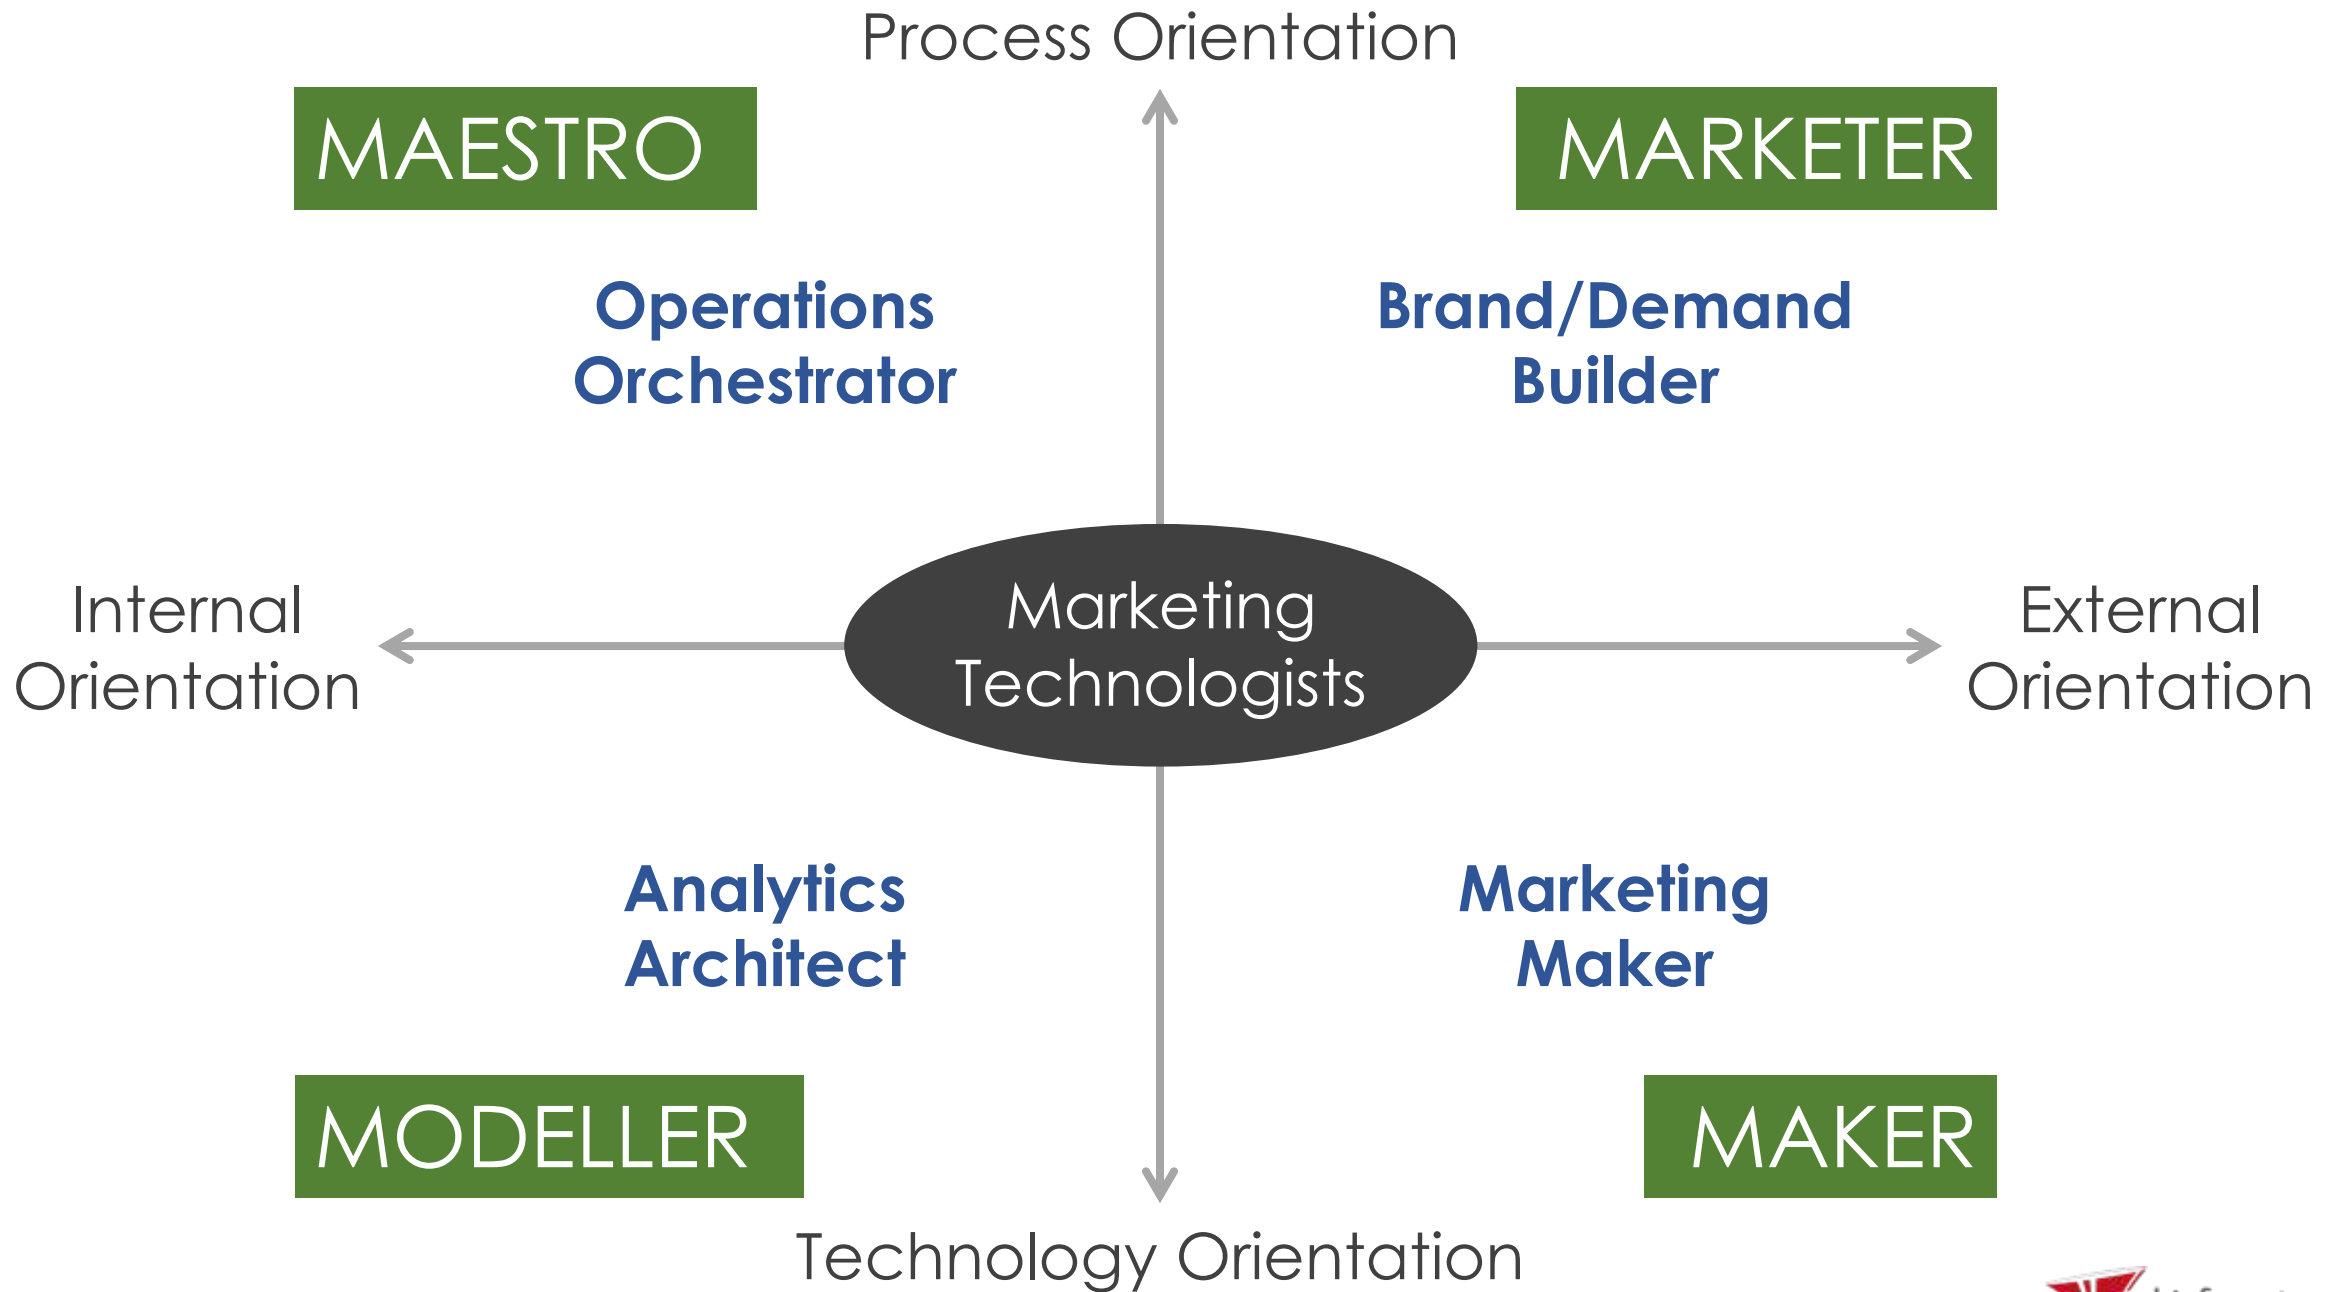 Process Orientation
MAESTRO
MARKETER
Operations
Orchestrator
Brand/Demand
Builder
Internal
Orientation
Marketing
Technologists
External
Orientation
Analytics
Architect
Marketing
Maker
MODELLER
MAKER
Technology Orientation